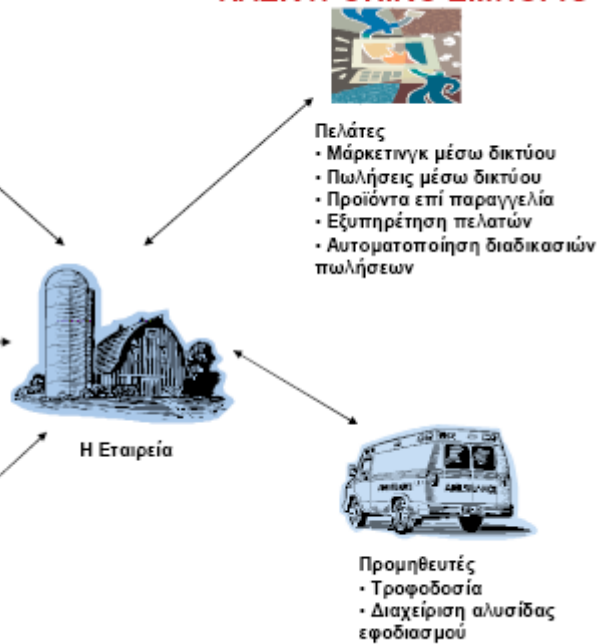 Πελάτες
• Μάρκετινγκ μέσω δικτύου
• Πωλήσεις μέσω δικτύου
• Προϊόντα επί παραγγελία
• Εξυπηρέτηση πελατών
• Αυτοματοποίηση διαδικασιών
πωλήσεων
Η Εταιρεία
AMBULANCE
Προμηθευτές
• Τροφοδοσία
• Διαχείριση αλυσίδας
εφοδιασμού